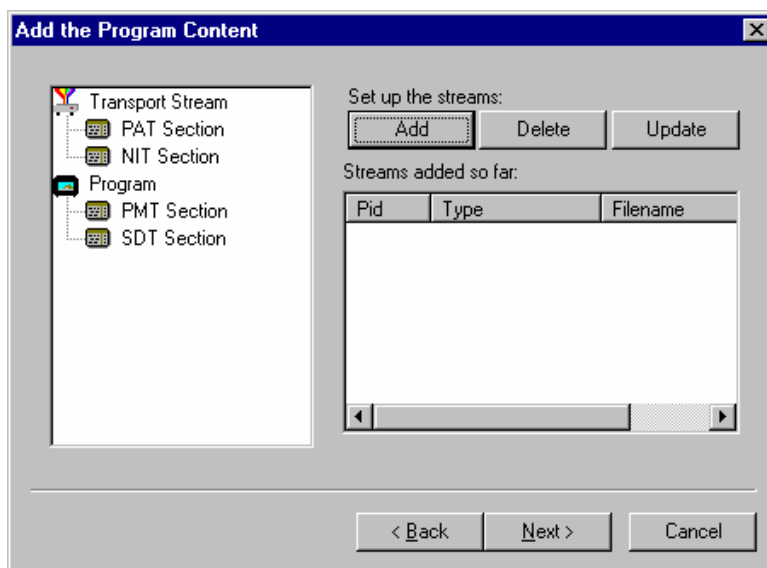 Add the Program Content
Transport Stream
PAT Section
NIT Section
Program
PMT Section
SDT Section
Set up the streams:
Add Delete Update
Streams added so far:
Pid Type Filename
< Back Next > Cancel